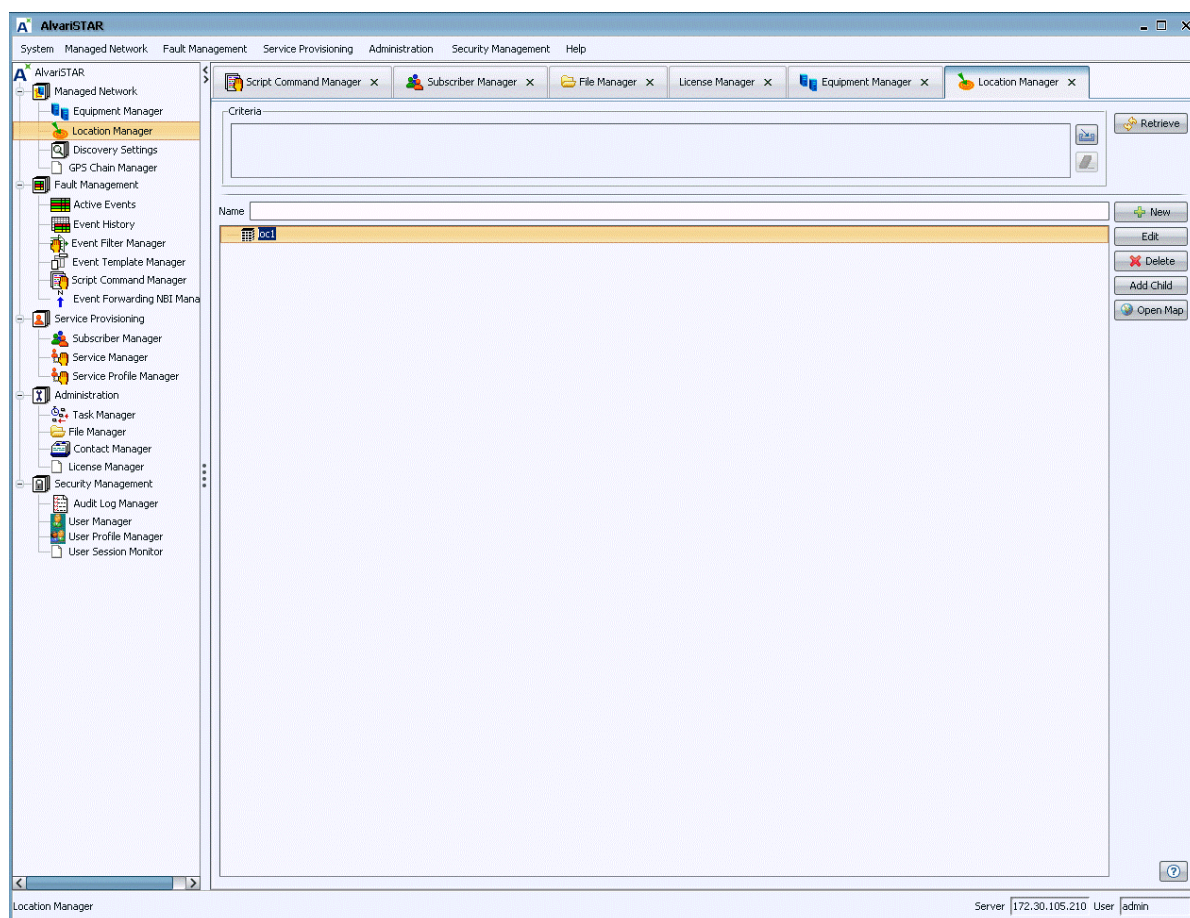 AlvariSTAR
System Managed Network Fault Management Service Provisioning Administration Security Management Help
AlvariSTAR
Managed Network
Equipment Manager
Location Manager
Discovery Settings
GPS Chain Manager
Fault Management
Active Events
Event History
Event Filter Manager
Event Template Manager
Script Command Manager
Event Forwarding NBI Mana
Service Provisioning
Subscriber Manager
Service Manager
Service Profile Manager
Administration
Task Manager
File Manager
Contact Manager
License Manager
Security Management
Audit Log Manager
User Manager
User Profile Manager
User Session Monitor
Script Command Manager Subscriber Manager File Manager License Manager Equipment Manager Location Manager
Criteria
Retrieve
Name
New
loc1
Edit
Delete
Add Child
Open Map
Location Manager
Server 172.30.105.210 User admin